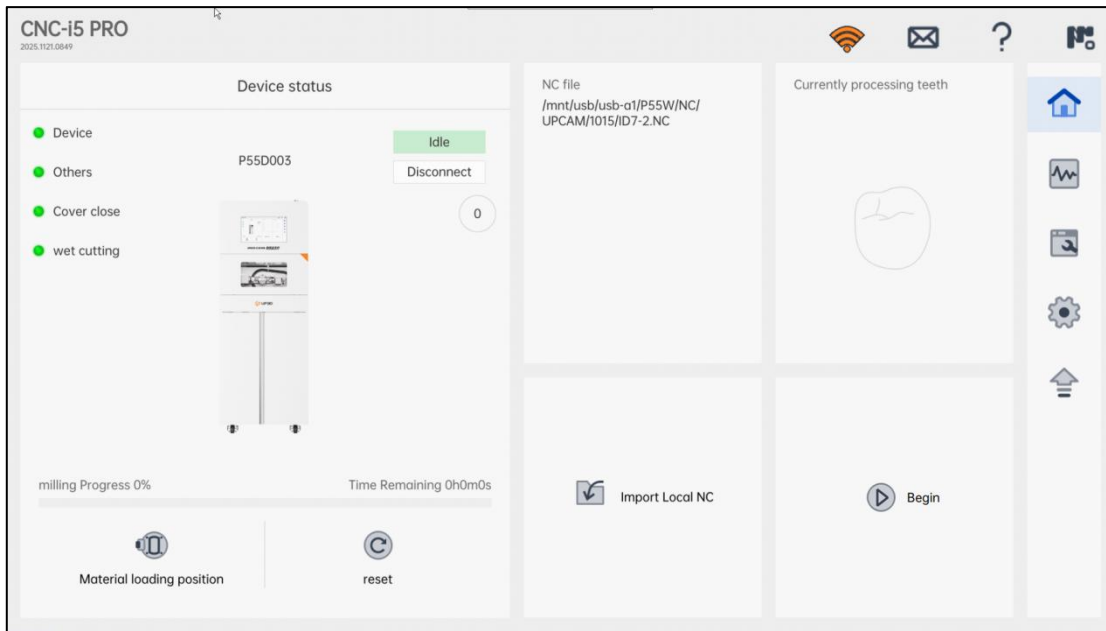 CNC-i5 PRO
2025.1121.0849
Device status
Device
Others
Cover close
wet cutting
P55D003
Idle
Disconnect
0
milling Progress 0%
Time Remaining 0h0m0s
Material loading position
reset
NC file
/mnt/usb/usb-a1/P55W/NC/
UPCAM/1015/ID7-2.NC
Currently processing teeth
Import Local NC
Begin